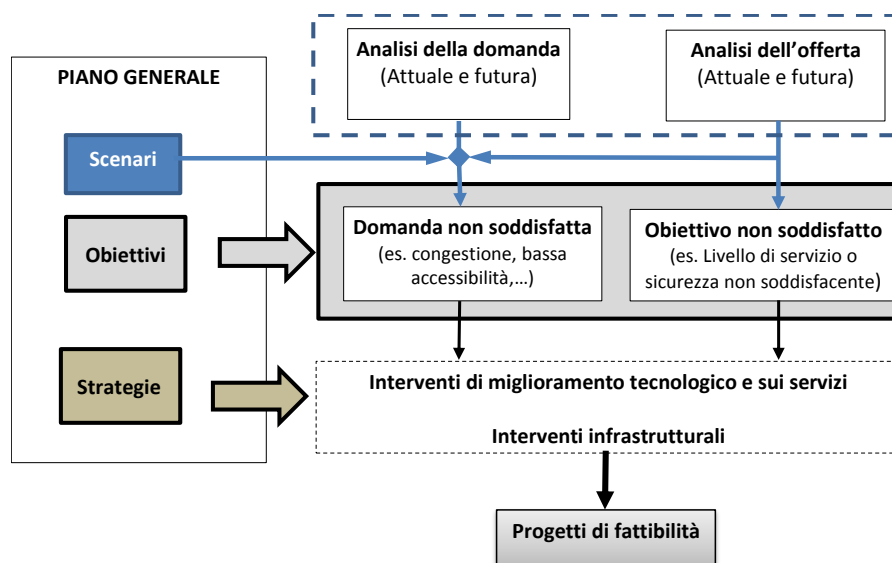 PIANO GENERALE
Scenari
Obiettivi
Strategie
Analisi della domanda
(Attuale e futura)
Analisi dell’offerta
(Attuale e futura)
Domanda non soddisfatta
(es. congestione, bassa
accessibilità,…)
Obiettivo non soddisfatto
(es. Livello di servizio o
sicurezza non soddisfacente)
Interventi di miglioramento tecnologico e sui servizi
Interventi infrastrutturali
Progetti di fattibilità